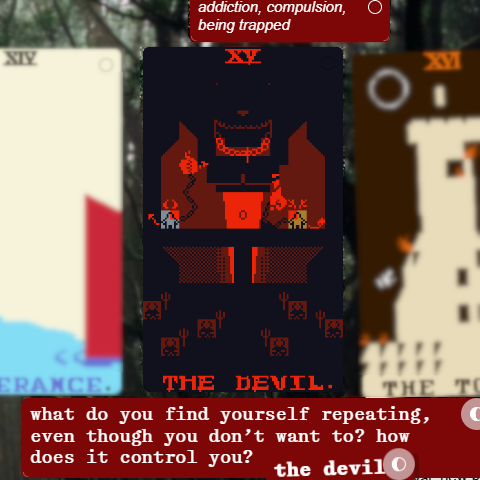 addiction, compulsion,
being trapped
XIV
XV
XVI
ERANCE.
THE DEVIL.
THE TO
what do you find yourself repeating,
even though you don't want to? how
does it control you?
the devil